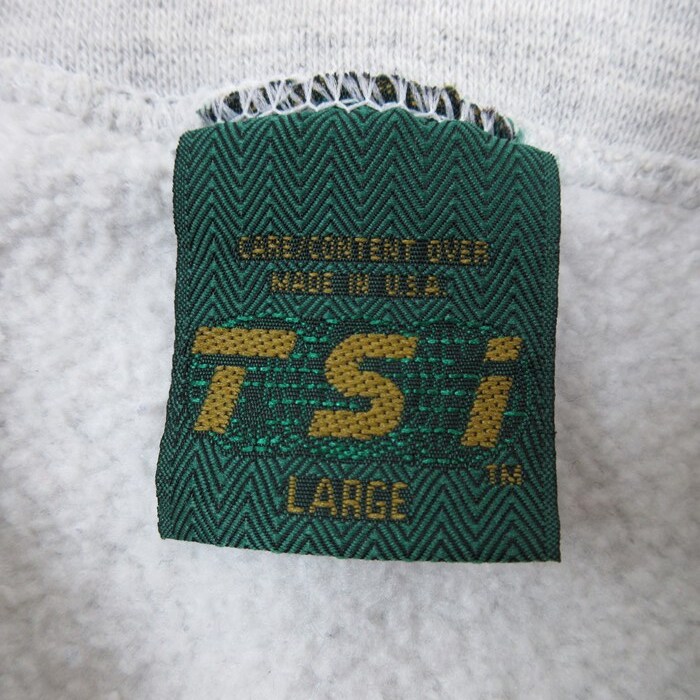 CARE/CONTENT OVER
MADE IN U.S.A.
TSi
TM
LARGE